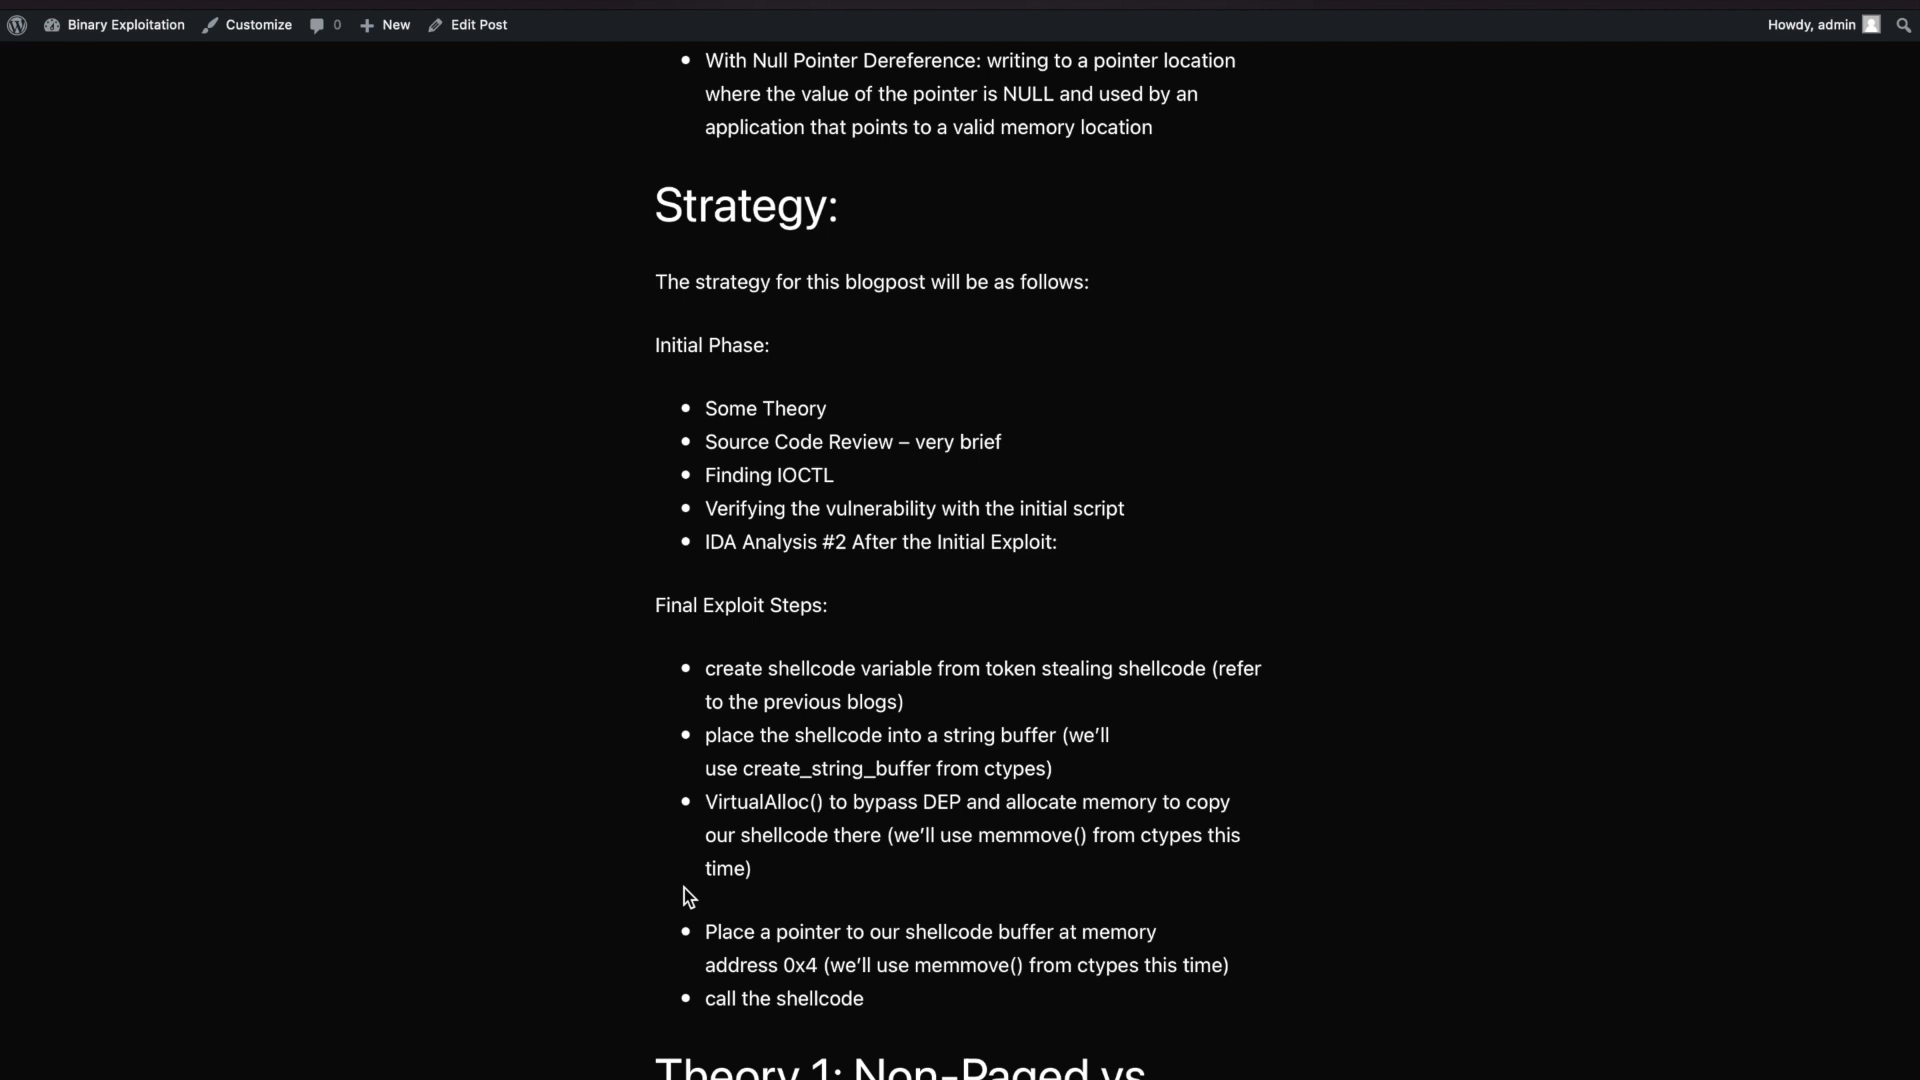 Binary Exploitation Customize 0 New Edit Post Howdy, admin
With Null Pointer Dereference: writing to a pointer location
where the value of the pointer is NULL and used by an
application that points to a valid memory location
Strategy:
The strategy for this blogpost will be as follows:
Initial Phase:
Some Theory
Source Code Review – very brief
Finding IOCTL
Verifying the vulnerability with the initial script
IDA Analysis #2 After the Initial Exploit:
Final Exploit Steps:
create shellcode variable from token stealing shellcode (refer
to the previous blogs)
place the shellcode into a string buffer (we’ll
use create_string_buffer from ctypes)
VirtualAlloc() to bypass DEP and allocate memory to copy
our shellcode there (we’ll use memmove() from ctypes this
time)
Place a pointer to our shellcode buffer at memory
address 0x4 (we’ll use memmove() from ctypes this time)
call the shellcode
Theory 1: Non-Paged vs